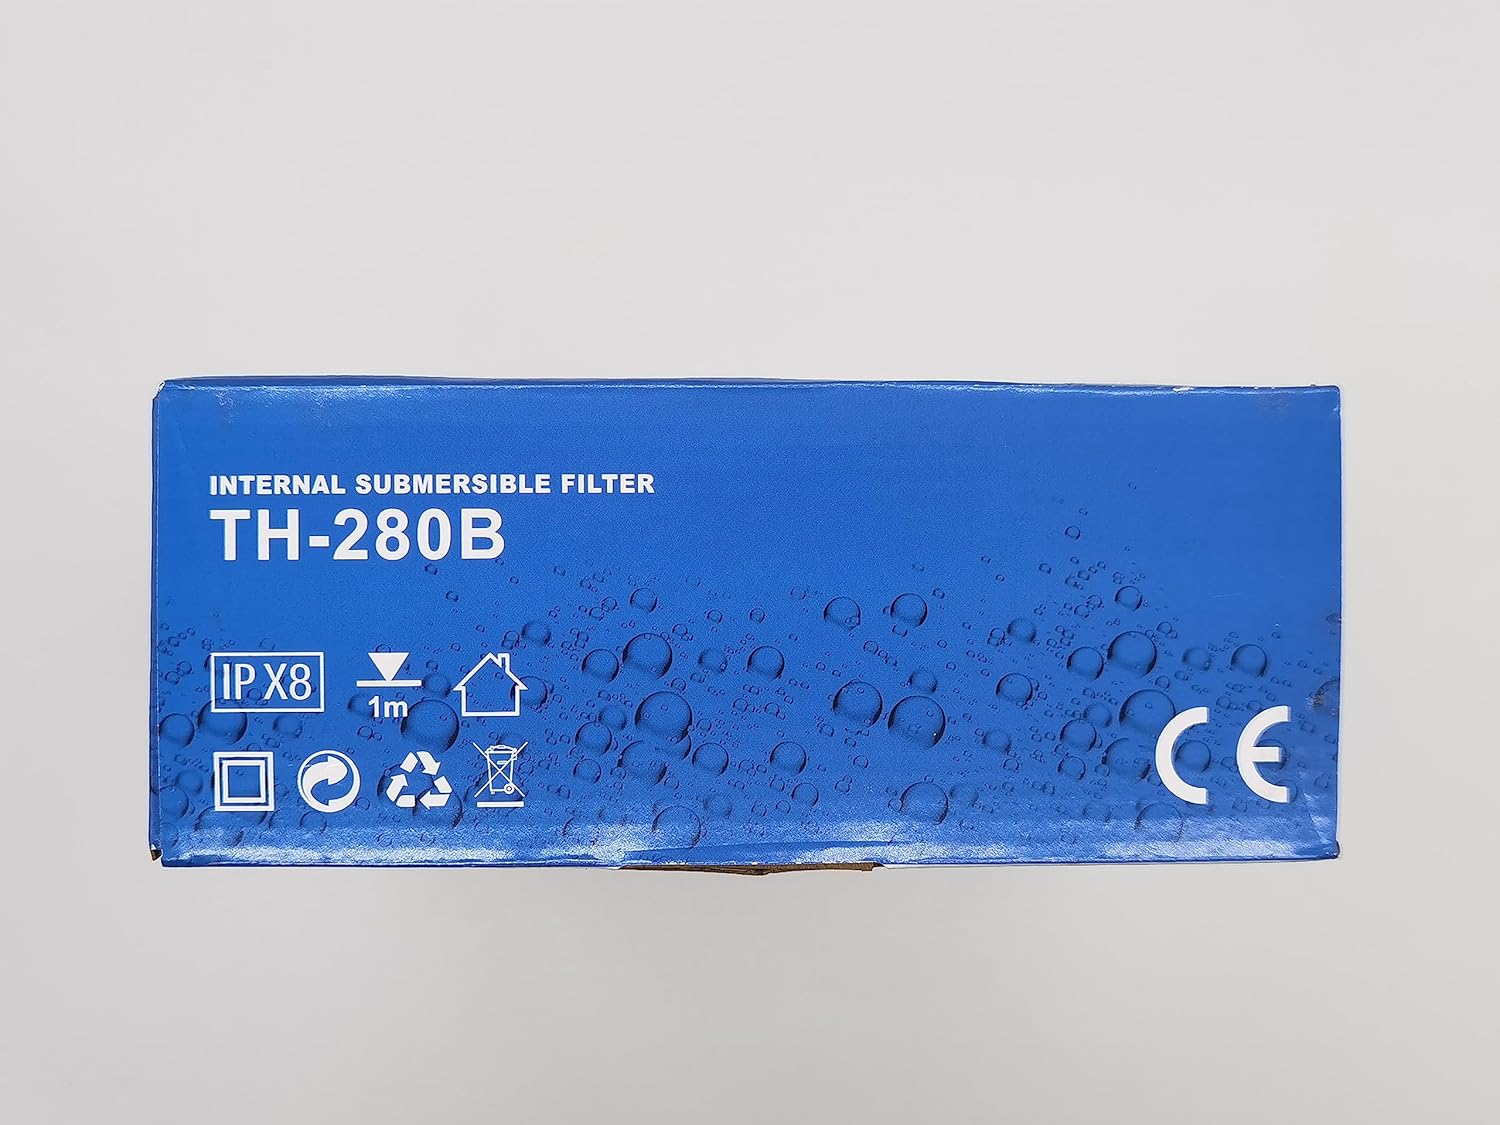 INTERNAL SUBMERSIBLE FILTER
TH-280B
IP X8
1m
CE